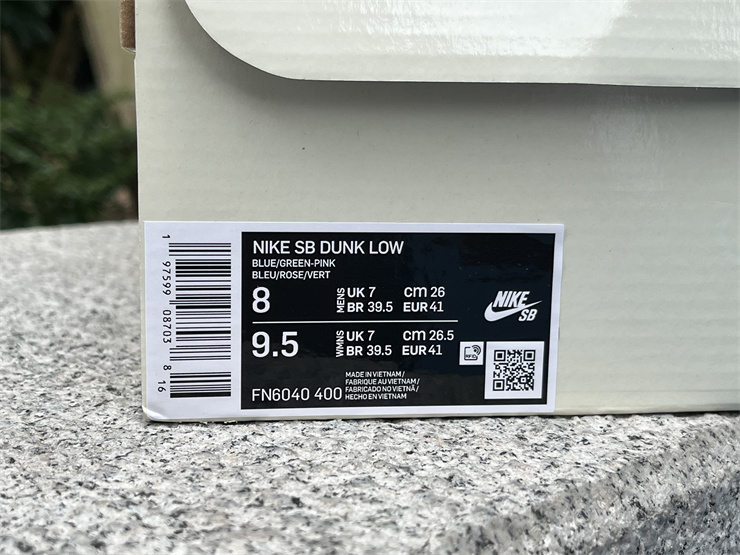 NIKE SB DUNK LOW
BLUE/GREEN-PINK
BLEU/ROSE/VERT
8 MENS UK 7 cm 26
BR 39.5 EUR 41
9.5 WMNS UK 7 cm 26.5
BR 39.5 EUR 41
NIKE
SB
RFID
FN6040 400
MADE IN VIETNAM /
FABRIQUE AU VIETNAM /
FABRICADO NO VIETNÃ /
HECHO EN VIETNAM
1 97599 08703 8 16